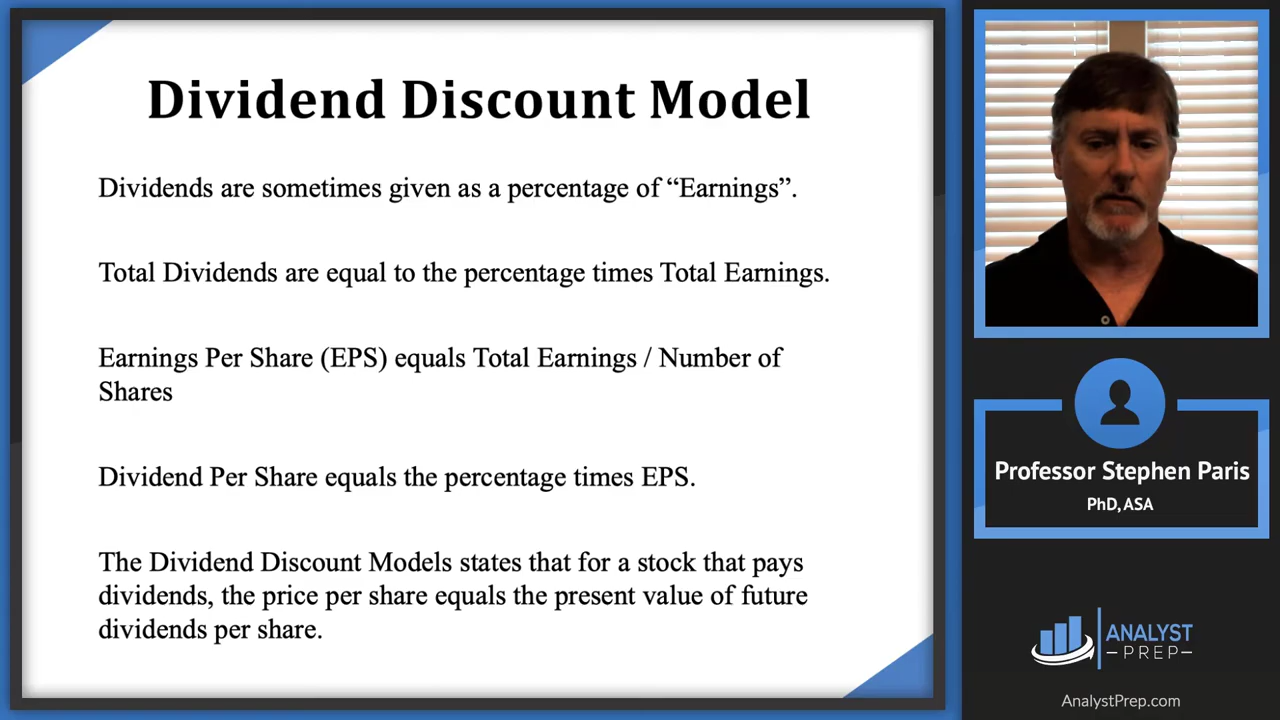 Dividend Discount Model
Dividends are sometimes given as a percentage of “Earnings”.
Total Dividends are equal to the percentage times Total Earnings.
Earnings Per Share (EPS) equals Total Earnings / Number of
Shares
Dividend Per Share equals the percentage times EPS.
The Dividend Discount Models states that for a stock that pays
dividends, the price per share equals the present value of future
dividends per share.
Professor Stephen Paris
PhD, ASA
ANALYST
PREP
AnalystPrep.com